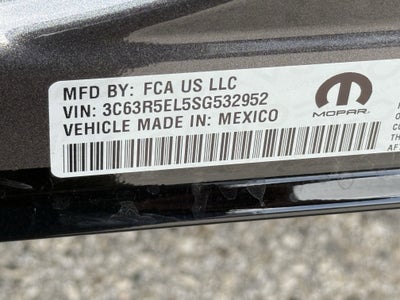 MFD BY: FCA US LLC
VIN: 3C63R5EL5SG532952
VEHICLE MADE IN: MEXICO
MOPAR